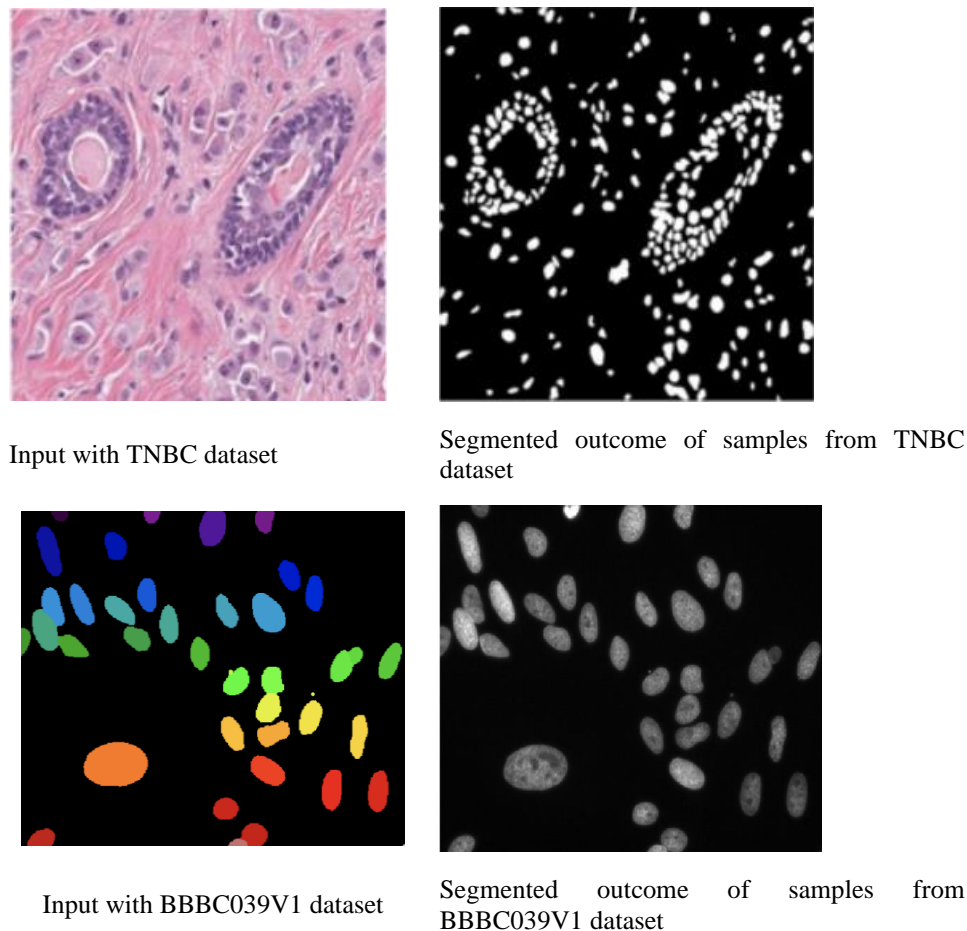 Input with TNBC dataset
Segmented outcome of samples from TNBC
dataset
Input with BBBC039V1 dataset
Segmented outcome of samples from
BBBC039V1 dataset